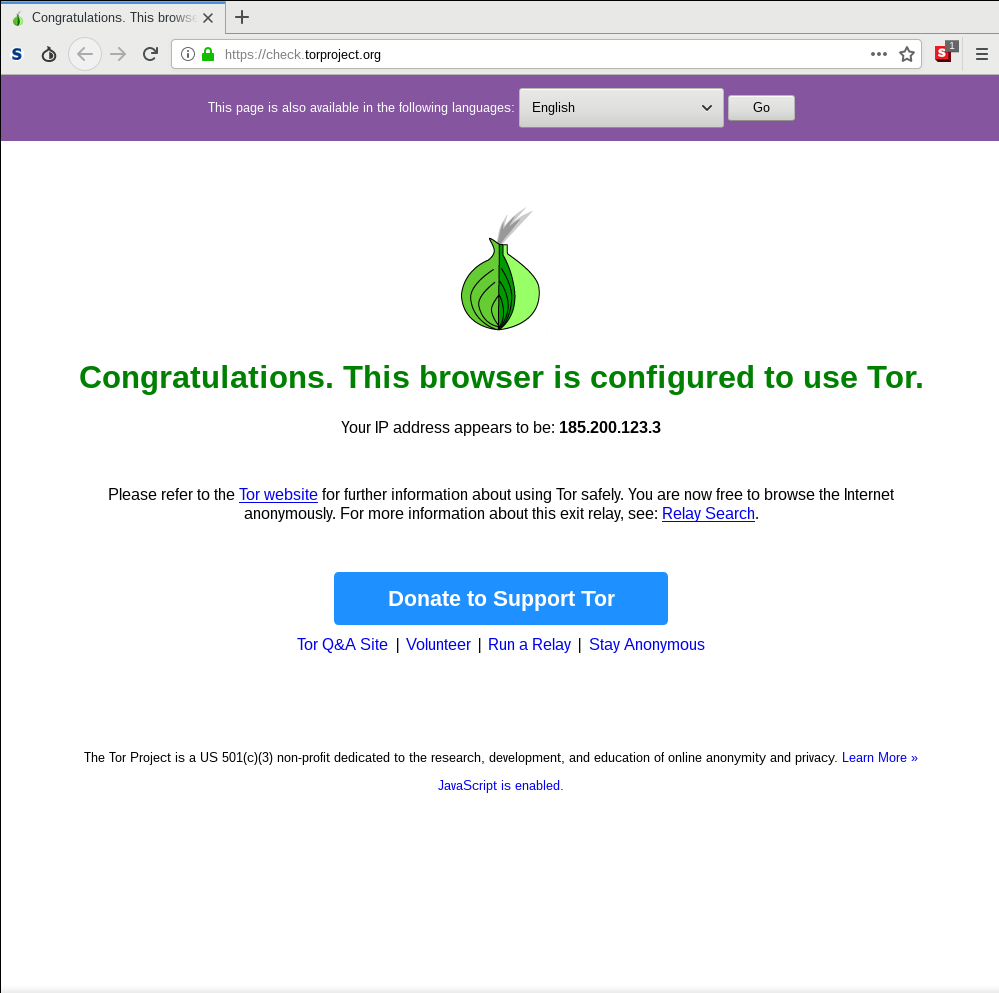 Congratulations. This browse
S
https://check.torproject.org
S
1
This page is also available in the following languages: English Go
Congratulations. This browser is configured to use Tor.
Your IP address appears to be: 185.200.123.3
Please refer to the Tor website for further information about using Tor safely. You are now free to browse the Internet
anonymously. For more information about this exit relay, see: Relay Search.
Donate to Support Tor
Tor Q&A Site | Volunteer | Run a Relay | Stay Anonymous
The Tor Project is a US 501(c)(3) non-profit dedicated to the research, development, and education of online anonymity and privacy. Learn More »
JavaScript is enabled.